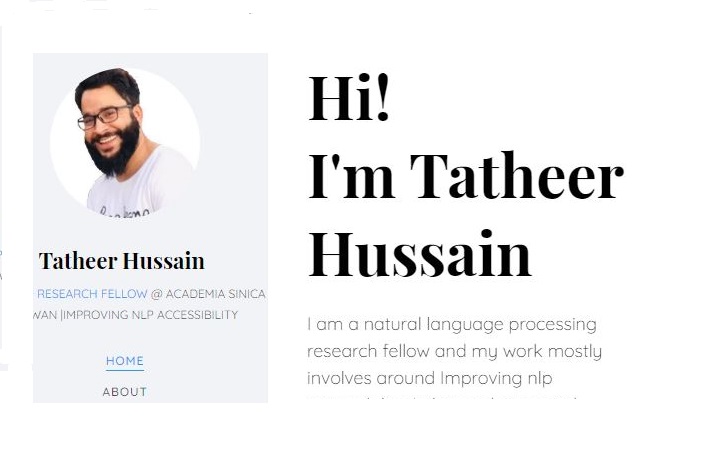 Tatheer Hussain
RESEARCH FELLOW @ ACADEMIA SINICA
WAN |IMPROVING NLP ACCESSIBILITY
HOME
ABOUT
Hi!
I'm Tatheer
Hussain
I am a natural language processing
research fellow and my work mostly
involves around Improving nlp